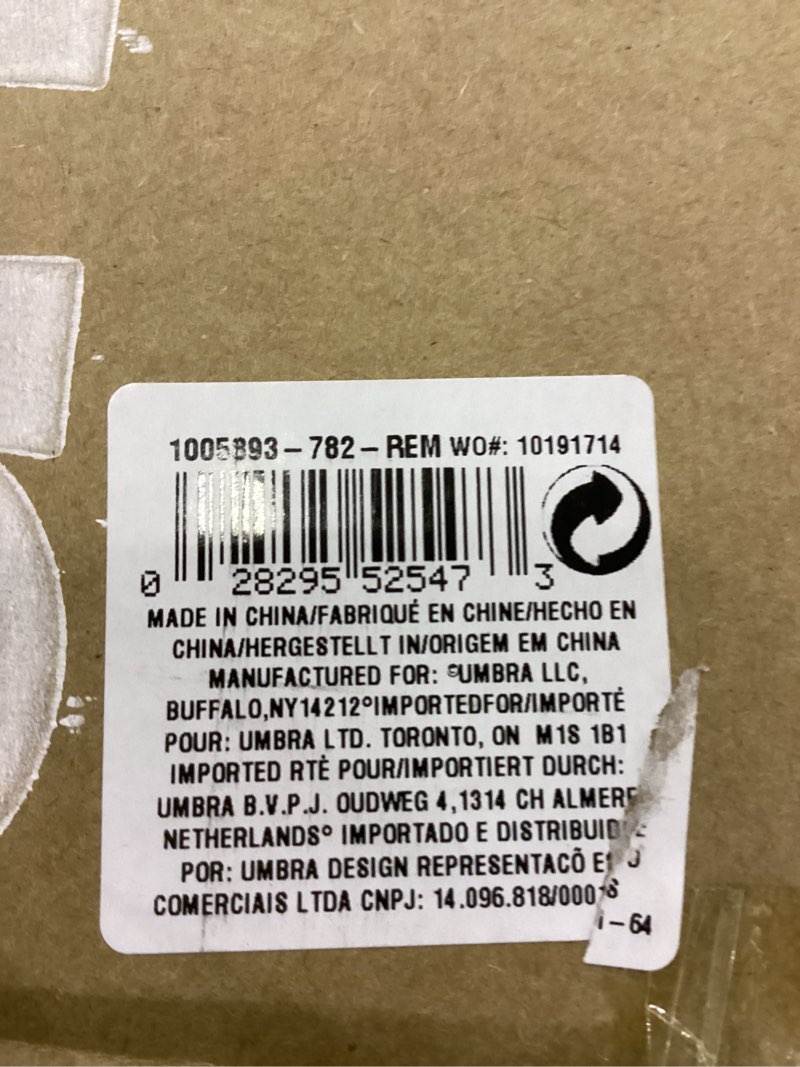 1005893-782-REM WO#: 10191714
0 28295 52547 3
MADE IN CHINA/FABRIQUÉ EN CHINE/HECHO EN
CHINA/HERGESTELLT IN/ORIGEM EM CHINA
MANUFACTURED FOR: ©UMBRA LLC,
BUFFALO,NY14212°IMPORTEDFOR/IMPORTÉ
POUR: UMBRA LTD. TORONTO, ON M1S 1B1
IMPORTED RTÉ POUR/IMPORTIERT DURCH:
UMBRA B.V.P.J. OUDWEG 4,1314 CH ALMERE
NETHERLANDS° IMPORTADO E DISTRIBUID
POR: UMBRA DESIGN REPRESENTACÕ
COMERCIAIS LTDA CNPJ: 14.096.818/000
-64